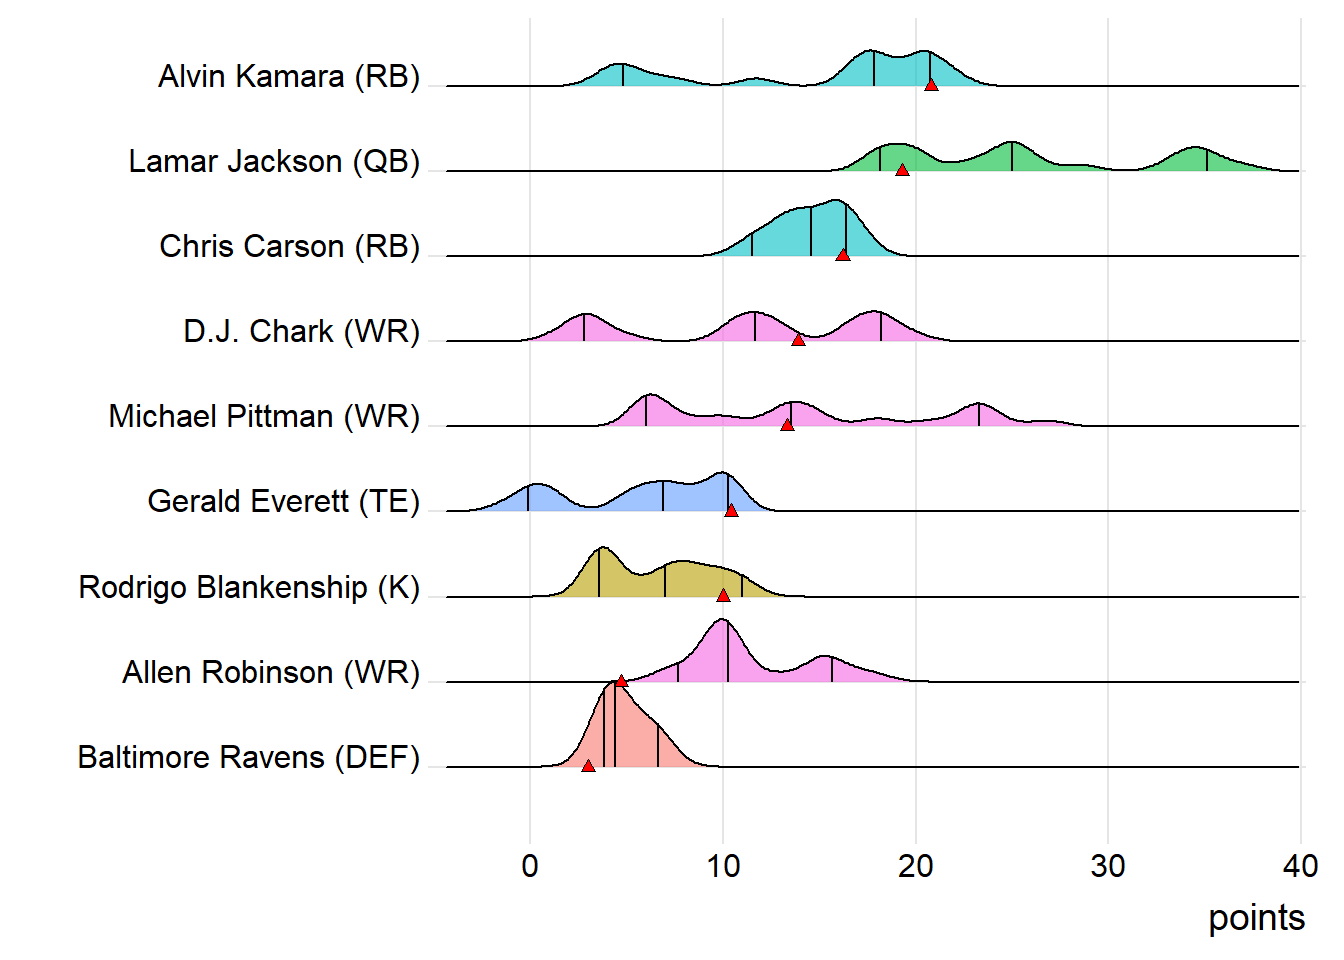 Alvin Kamara (RB)
Lamar Jackson (QB)
Chris Carson (RB)
D.J. Chark (WR)
Michael Pittman (WR)
Gerald Everett (TE)
Rodrigo Blankenship (K)
Allen Robinson (WR)
Baltimore Ravens (DEF)
0 10 20 30 40
points